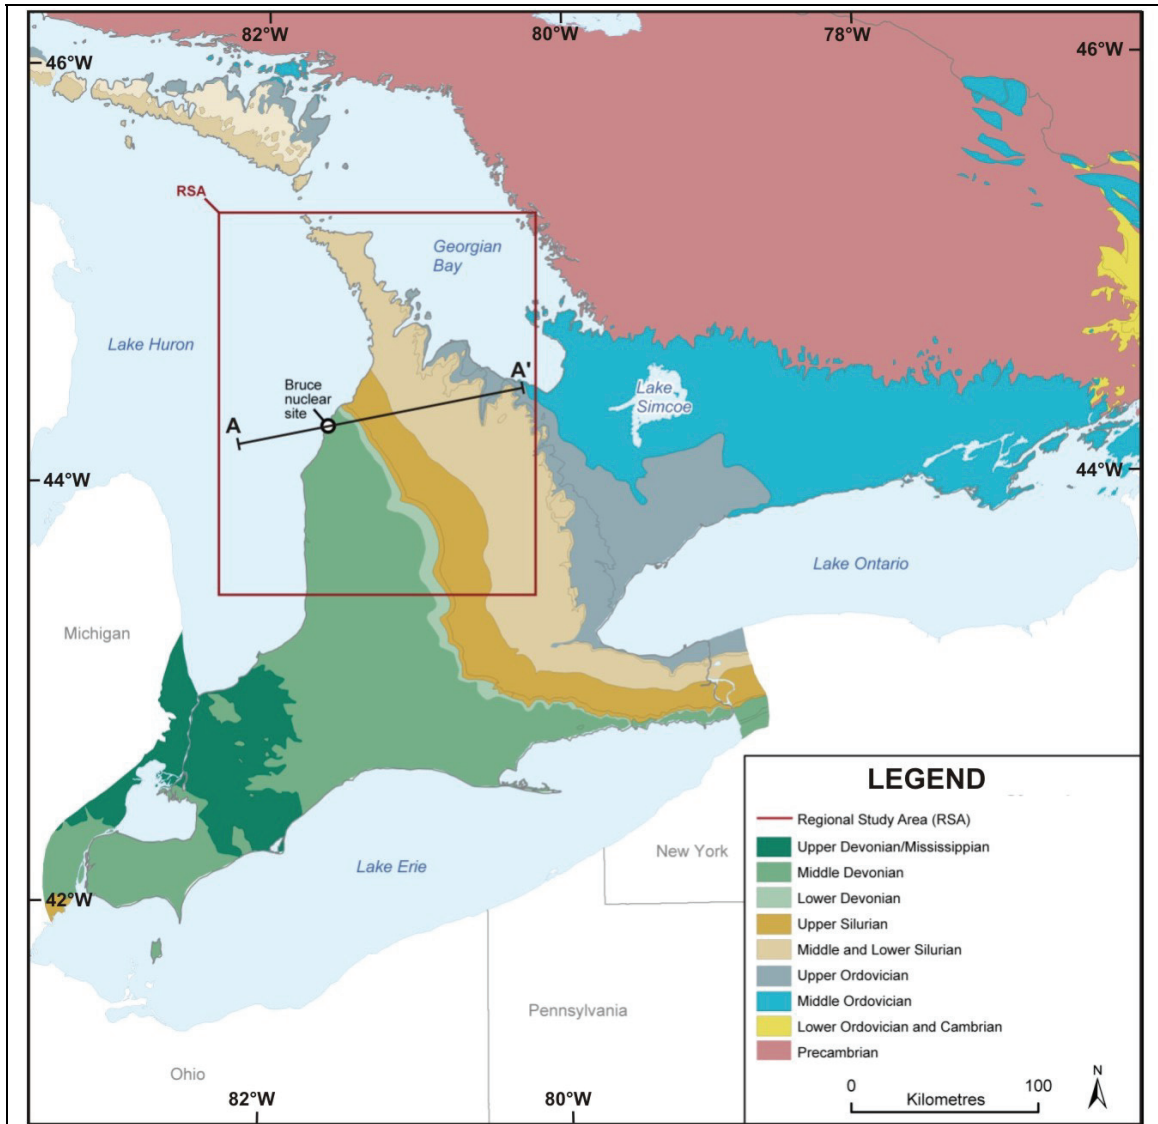 82°W
80°W
78°W
46°W
46°W
RSA
Georgian
Bay
Lake Huron
Bruce
nuclear
site
A
A'
Lake
Simcoe
44°W
44°W
Lake Ontario
Michigan
42°W
Lake Erie
New York
Pennsylvania
Ohio
82°W
80°W
LEGEND
Regional Study Area (RSA)
Upper Devonian/Mississippian
Middle Devonian
Lower Devonian
Upper Silurian
Middle and Lower Silurian
Upper Ordovician
Middle Ordovician
Lower Ordovician and Cambrian
Precambrian
0 100
Kilometres
N